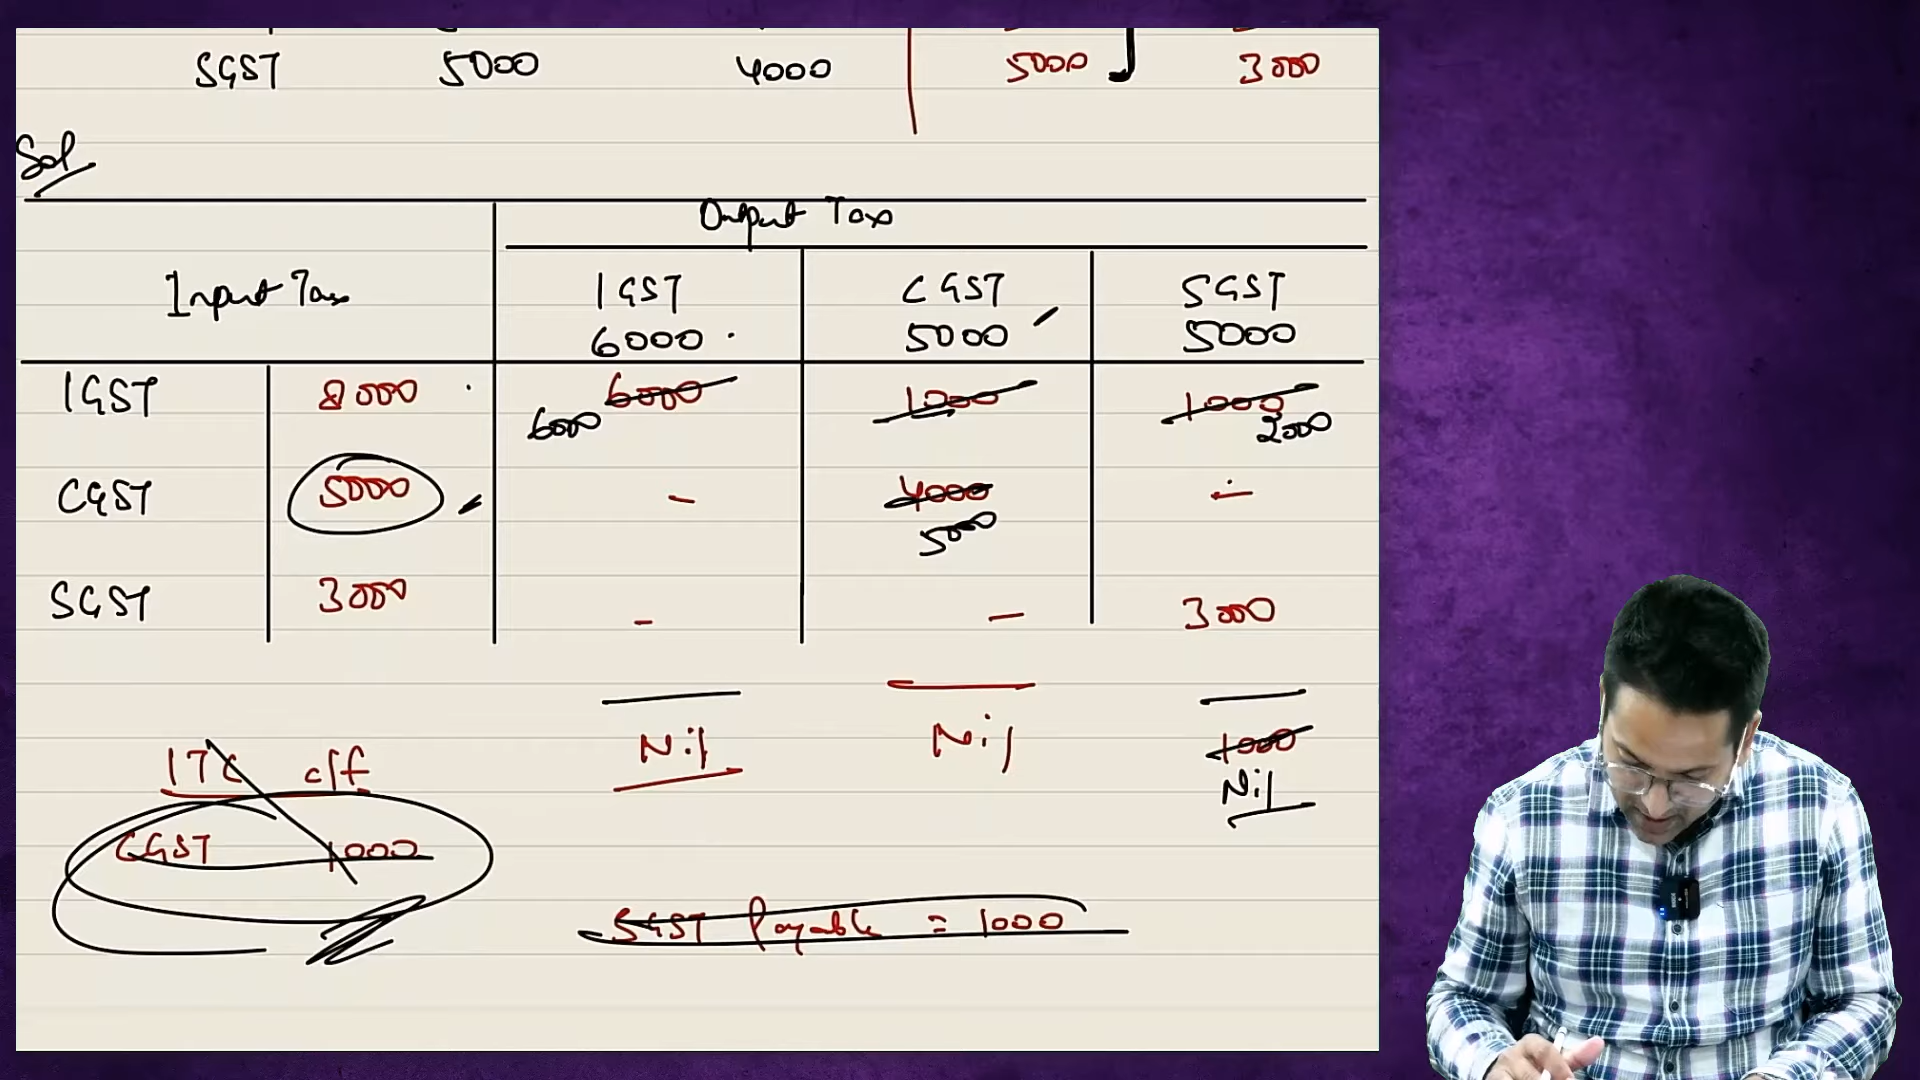 SGST 5000 4000 5000 3000
Sol
Output Tax
Input Tax IGST CGST SGST
6000 5000 5000
IGST 8000 6000 1000 1000
6000 2000
CGST 5000 - 4000 -
5000
SGST 3000 - - 3000
Nil Nil 1000
Nil
ITC c/f
CGST 1000
SGST Payable = 1000